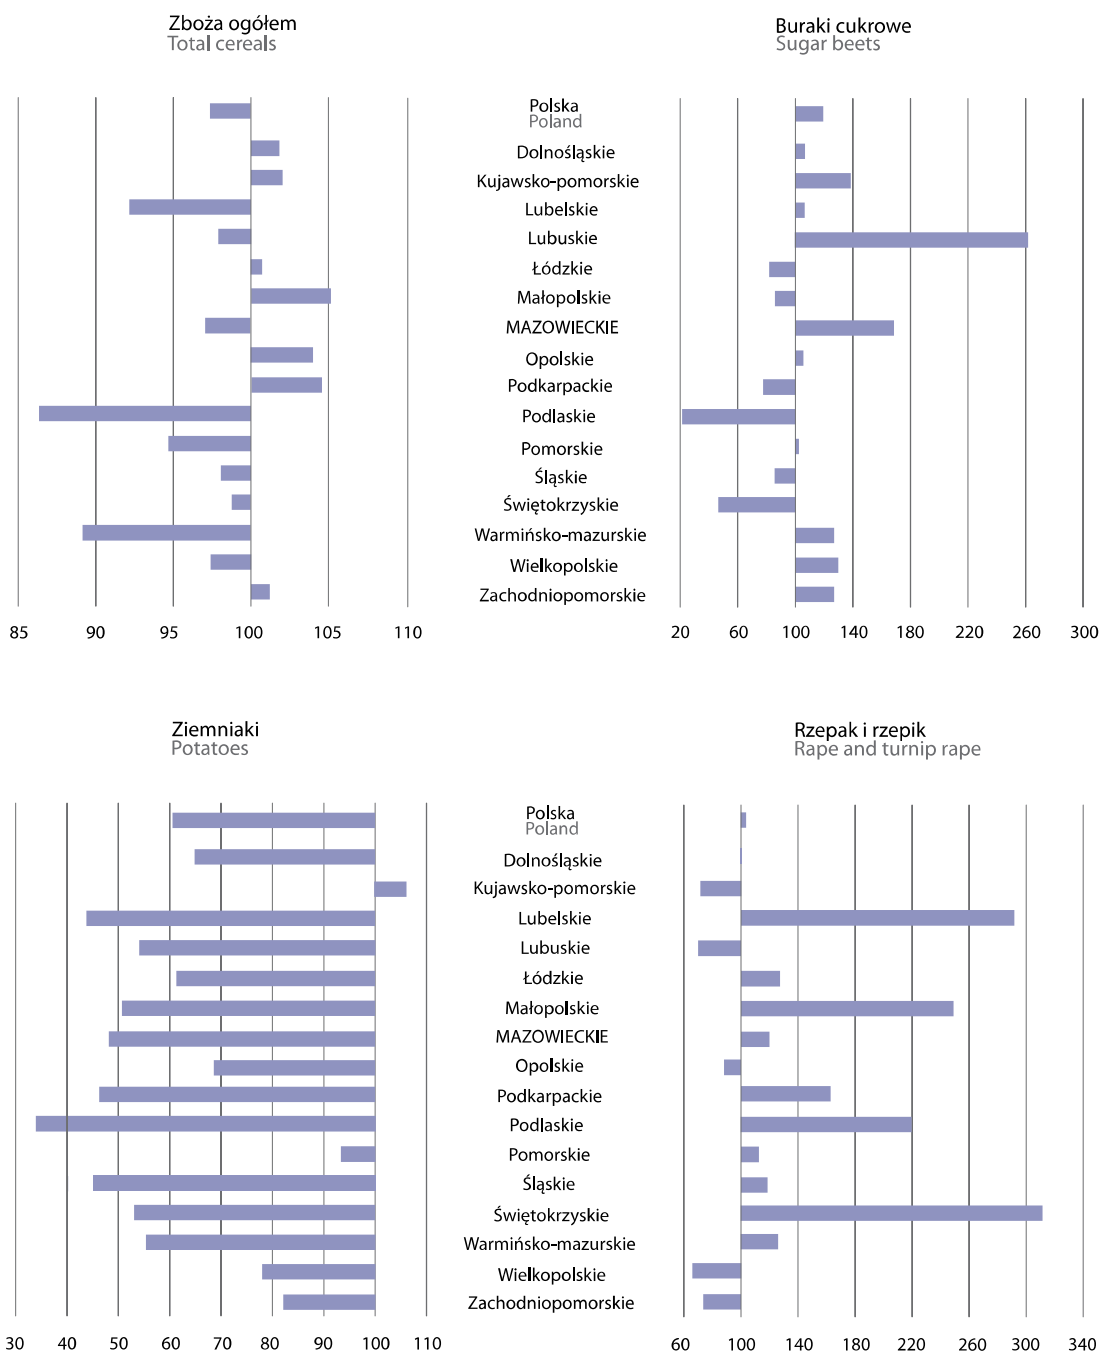 Zboża ogółem
Total cereals
Buraki cukrowe
Sugar beets
Polska
Poland
Dolnośląskie
Kujawsko-pomorskie
Lubelskie
Lubuskie
Łódzkie
Małopolskie
MAZOWIECKIE
Opolskie
Podkarpackie
Podlaskie
Pomorskie
Śląskie
Świętokrzyskie
Warmińsko-mazurskie
Wielkopolskie
Zachodniopomorskie
85 90 95 100 105 110
20 60 100 140 180 220 260 300
Ziemniaki
Potatoes
Rzepak i rzepik
Rape and turnip rape
Polska
Poland
Dolnośląskie
Kujawsko-pomorskie
Lubelskie
Lubuskie
Łódzkie
Małopolskie
MAZOWIECKIE
Opolskie
Podkarpackie
Podlaskie
Pomorskie
Śląskie
Świętokrzyskie
Warmińsko-mazurskie
Wielkopolskie
Zachodniopomorskie
30 40 50 60 70 80 90 100 110
60 100 140 180 220 260 300 340